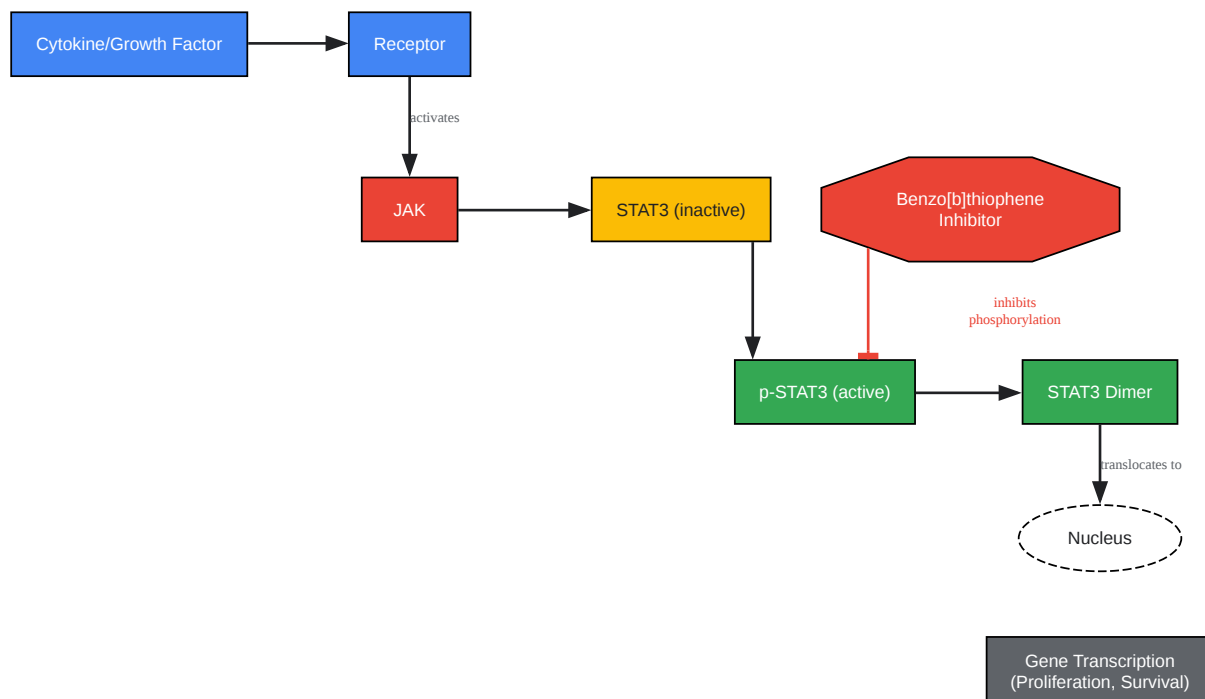 Cytokine/Growth Factor
Receptor
activates
JAK
STAT3 (inactive)
Benzo[b]thiophene
Inhibitor
inhibits
phosphorylation
p-STAT3 (active)
STAT3 Dimer
translocates to
Nucleus
Gene Transcription
(Proliferation, Survival)